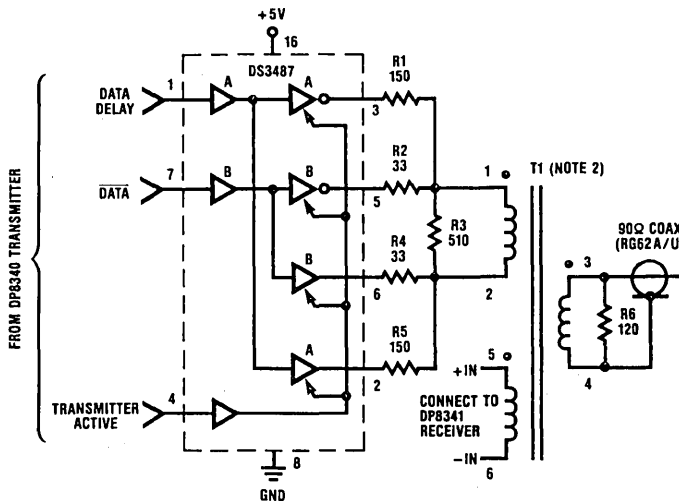 +5V
16
DS3487
DATA DELAY
1
A
A
3
R1
150
DATA
7
B
B
5
R2
33
R3
510
B
6
R4
33
A
2
R5
150
TRANSMITTER ACTIVE
4
8
GND
FROM DP8340 TRANSMITTER
1
2
T1 (NOTE 2)
3
4
R6
120
90Ω COAX
(RG62A/U
5
+IN
CONNECT TO
DP8341
RECEIVER
-IN
6